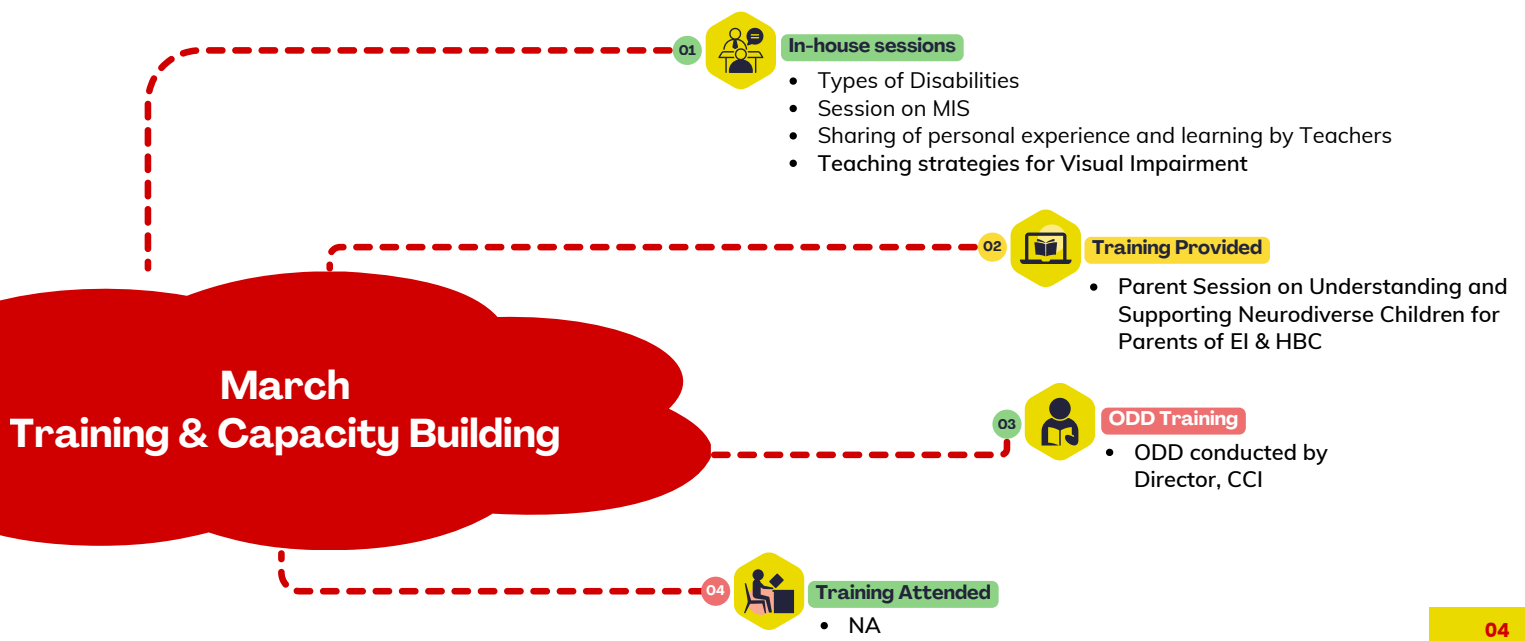 01
In-house sessions
• Types of Disabilities
• Session on MIS
• Sharing of personal experience and learning by Teachers
• Teaching strategies for Visual Impairment
02
Training Provided
• Parent Session on Understanding and
Supporting Neurodiverse Children for
Parents of EI & HBC
March
Training & Capacity Building
03
ODD Training
• ODD conducted by
Director, CCI
04
Training Attended
• NA
04